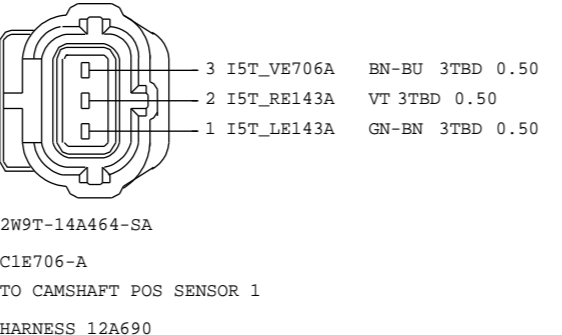 3 I5T_VE706A BN-BU 3TBD 0.50
2 I5T_RE143A VT 3TBD 0.50
1 I5T_LE143A GN-BN 3TBD 0.50
2W9T-14A464-SA
C1E706-A
TO CAMSHAFT POS SENSOR 1
HARNESS 12A690